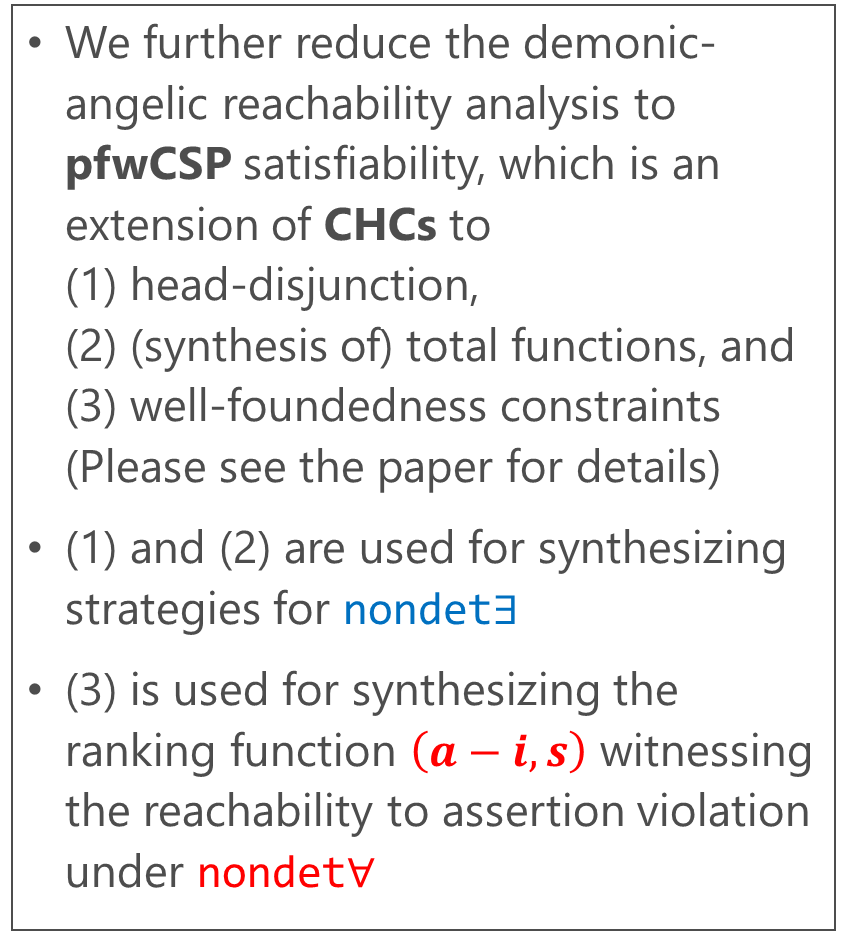 • We further reduce the demonic-
angelic reachability analysis to
pfwCSP satisfiability, which is an
extension of CHCs to
(1) head-disjunction,
(2) (synthesis of) total functions, and
(3) well-foundedness constraints
(Please see the paper for details)
• (1) and (2) are used for synthesizing
strategies for nondet∃
• (3) is used for synthesizing the
ranking function (a − i, s) witnessing
the reachability to assertion violation
under nondet∀